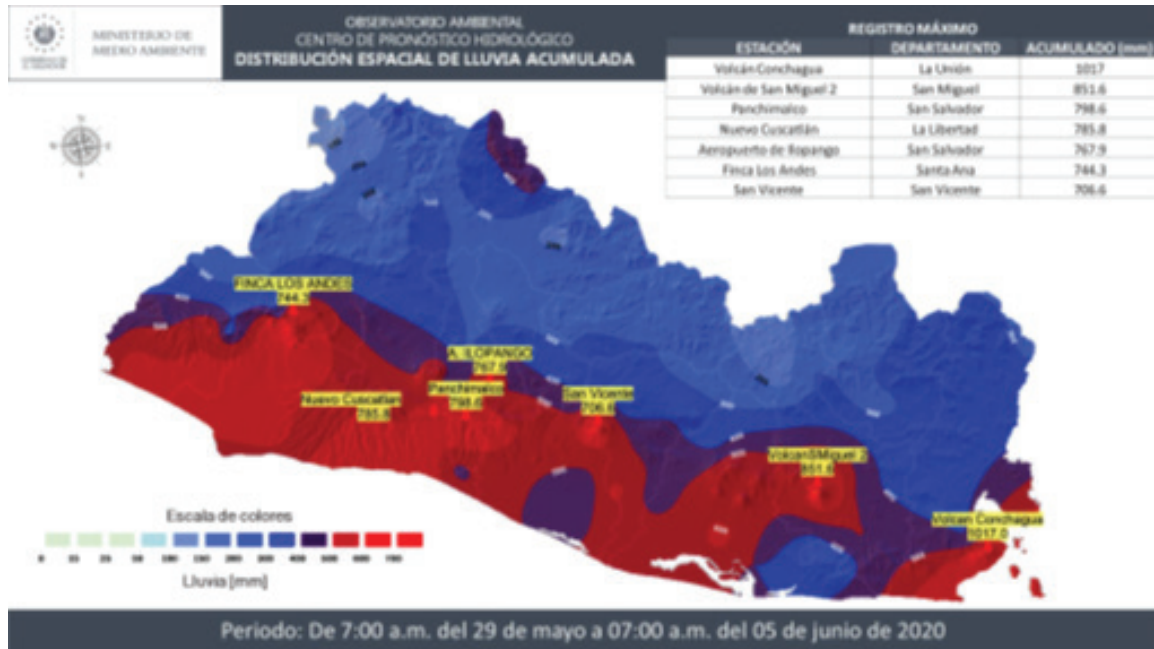 MINISTERIO DE
MEDIO AMBIENTE
OBSERVATORIO AMBIENTAL
CENTRO DE PRONÓSTICO HIDROLÓGICO
DISTRIBUCIÓN ESPACIAL DE LLUVIA ACUMULADA
REGISTRO MÁXIMO
ESTACIÓN DEPARTAMENTO ACUMULADO (mm)
Volcán Conchagua La Unión 1017
Volcán de San Miguel 2 San Miguel 851.6
Panchimalco San Salvador 798.6
Nuevo Cuscatlán La Libertad 785.8
Aeropuerto de Ilopango San Salvador 767.9
Finca Los Andes Santa Ana 744.3
San Vicente San Vicente 706.6
FINCA LOS ANDES
744.3
A. ILOPANGO
767.9
Panchimalco
798.6
Nuevo Cuscatlan
785.8
San Vicente
706.6
VolcanSMiguel 2
851.6
Volcan Conchagua
1017.0
Escala de colores
Lluvia [mm]
Periodo: De 7:00 a.m. del 29 de mayo a 07:00 a.m. del 05 de junio de 2020